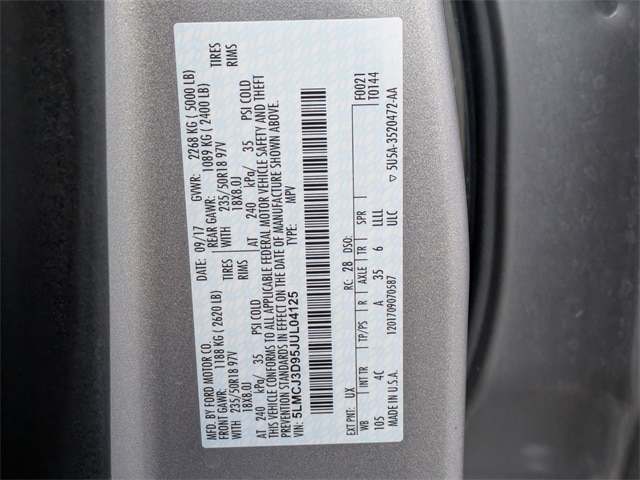 MFD. BY FORD MOTOR CO.
DATE: 09/17 GVWR: 2268 KG ( 5000 LB)
FRONT GAWR: 1188 KG ( 2620 LB) REAR GAWR: 1089 KG ( 2400 LB)
WITH 235/50R18 97V TIRES WITH 235/50R18 97V TIRES
18X8.0J RIMS 18X8.0J RIMS
AT 240 kPa/ 35 PSI COLD AT 240 kPa/ 35 PSI COLD
THIS VEHICLE CONFORMS TO ALL APPLICABLE FEDERAL MOTOR VEHICLE SAFETY AND THEFT
PREVENTION STANDARDS IN EFFECT ON THE DATE OF MANUFACTURE SHOWN ABOVE.
VIN: 5LMCJ3D95JUL04125 TYPE: MPV
F0021
T0144
EXT PNT: UX RC: 28 DSO:
WB INT TR TP/PS R AXLE TR SPR
105 4C A 35 6 LLLL
MADE IN U.S.A. 1201709070587 ULC
▽ 5U5A-3520472-AA